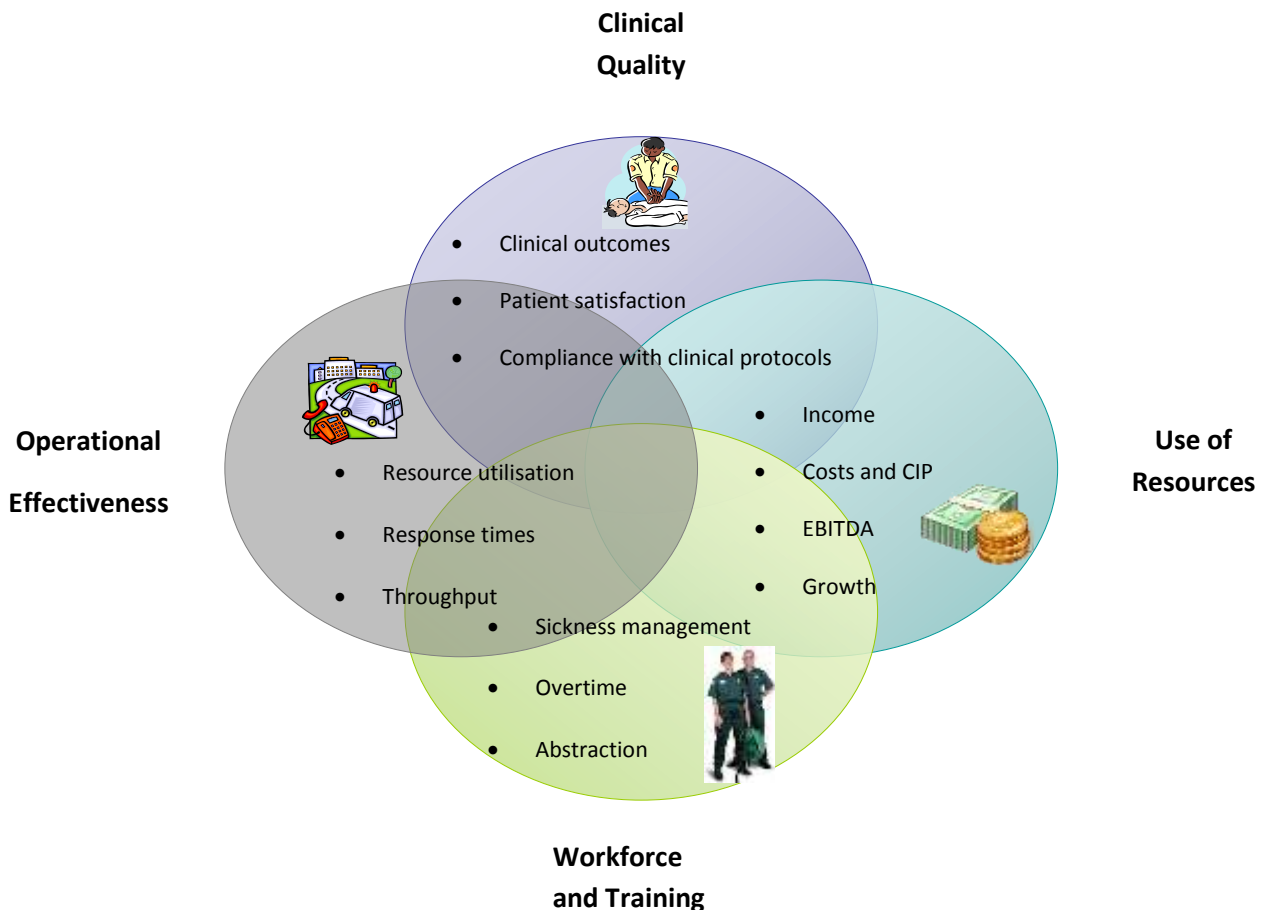 Clinical
Quality
• Clinical outcomes
• Patient satisfaction
• Compliance with clinical protocols
Operational
Effectiveness
• Resource utilisation
• Response times
• Throughput
• Income
• Costs and CIP
• EBITDA
• Growth
Use of
Resources
• Sickness management
• Overtime
• Abstraction
Workforce
and Training